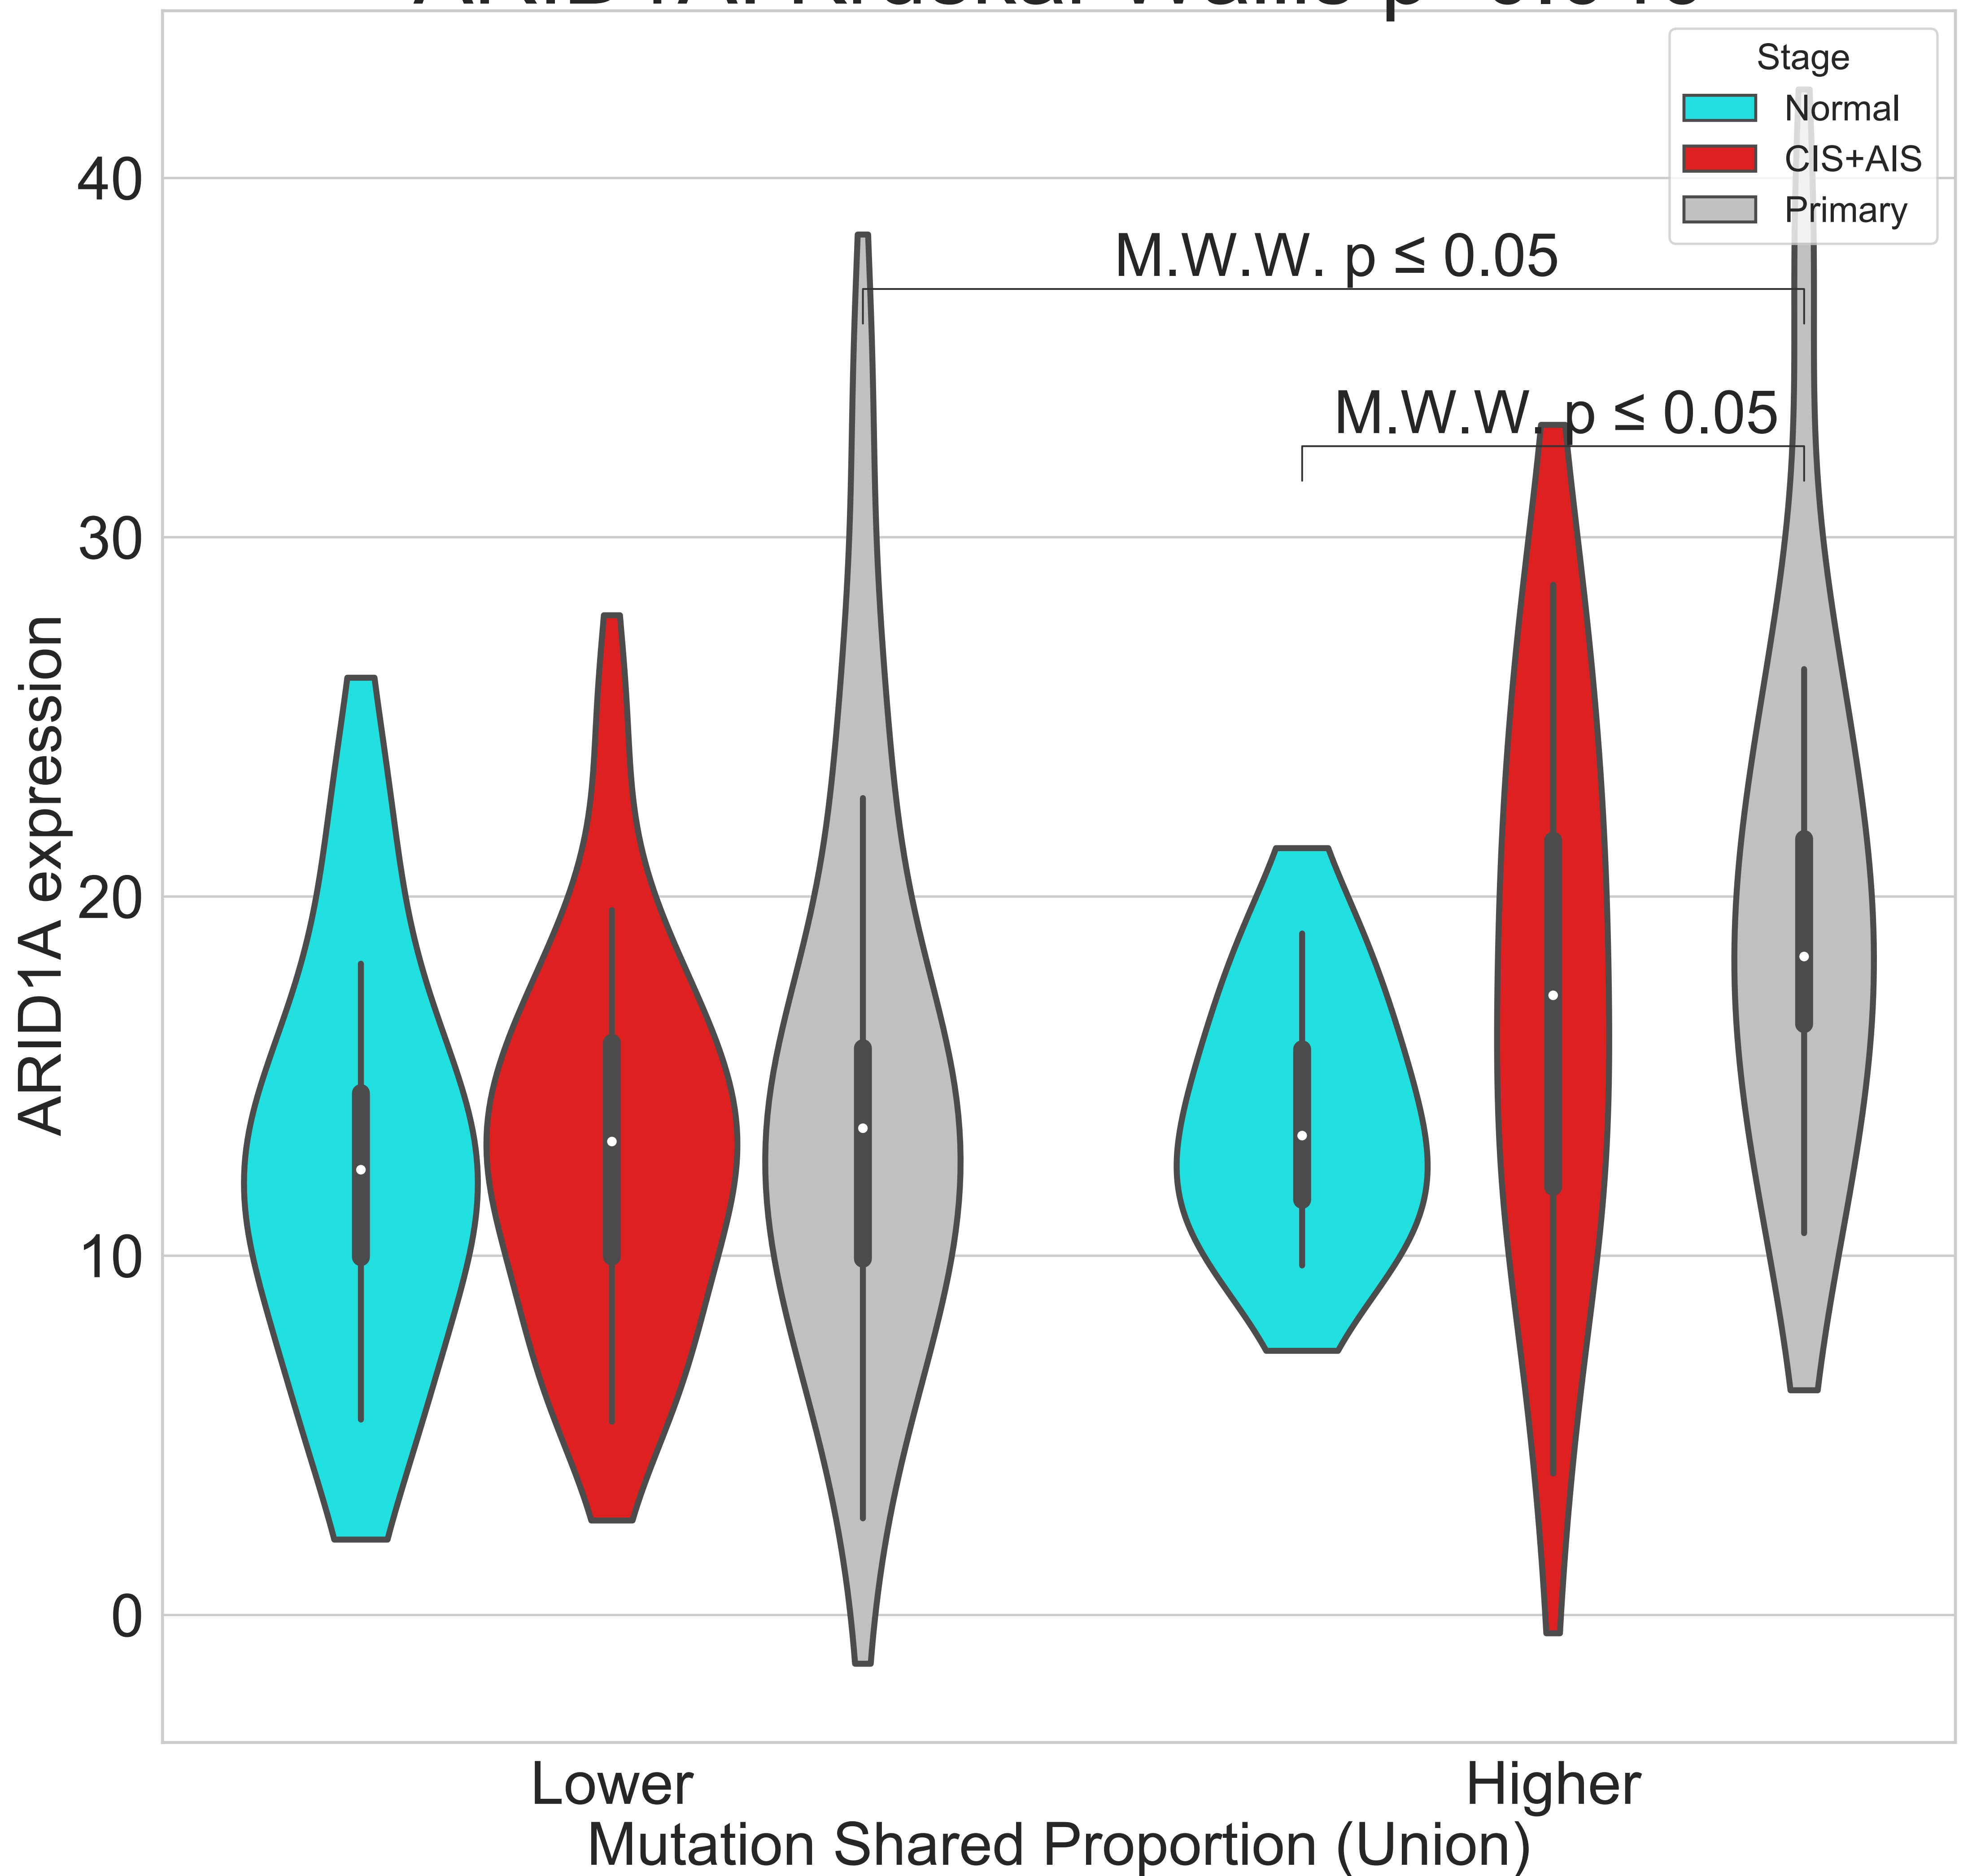 Stage
Normal
CIS+AIS
Primary
40
M.W.W. p ≤ 0.05
M.W.W. p ≤ 0.05
30
20
10
0
ARID1A expression
Lower
Higher
Mutation Shared Proportion (Union)